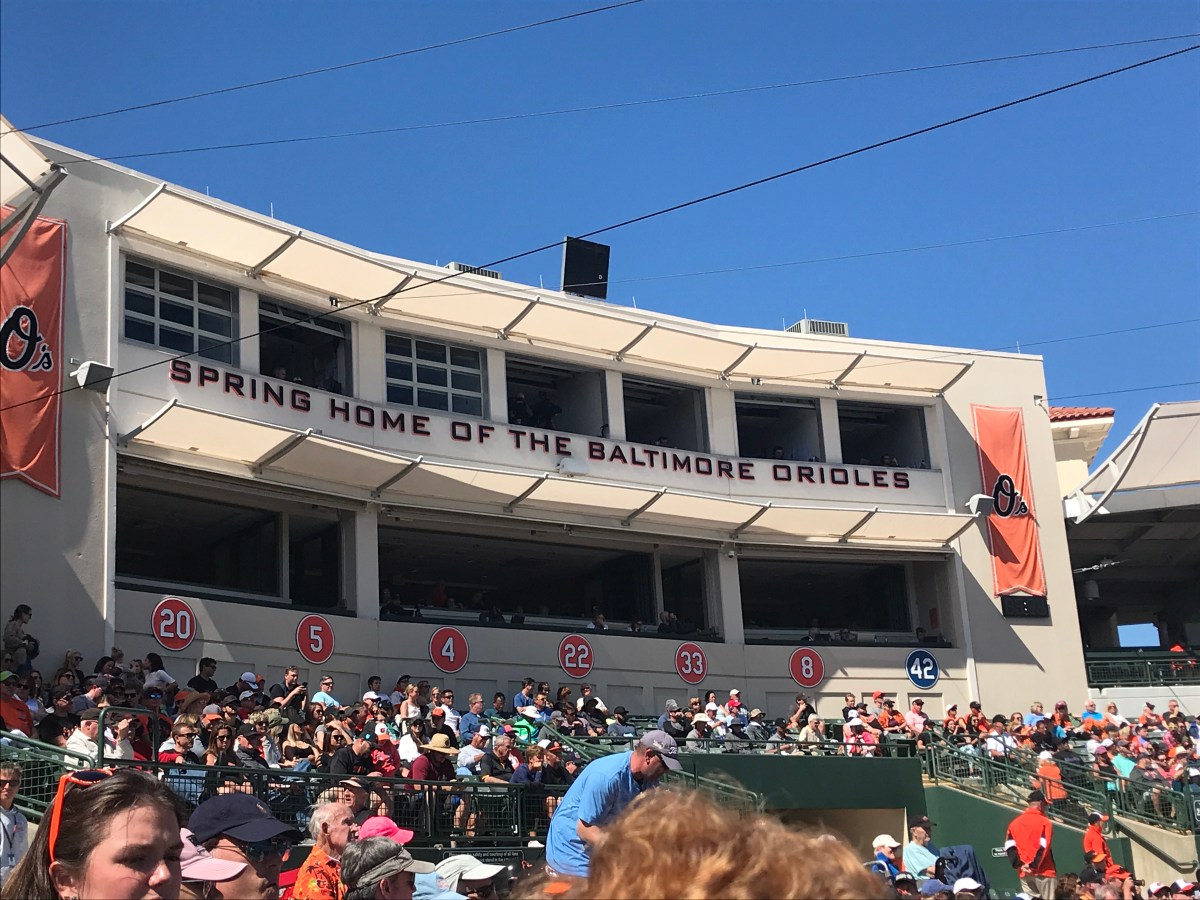 O's
SPRING HOME OF THE BALTIMORE ORIOLES
O's
20 5 4 22 33 8 42